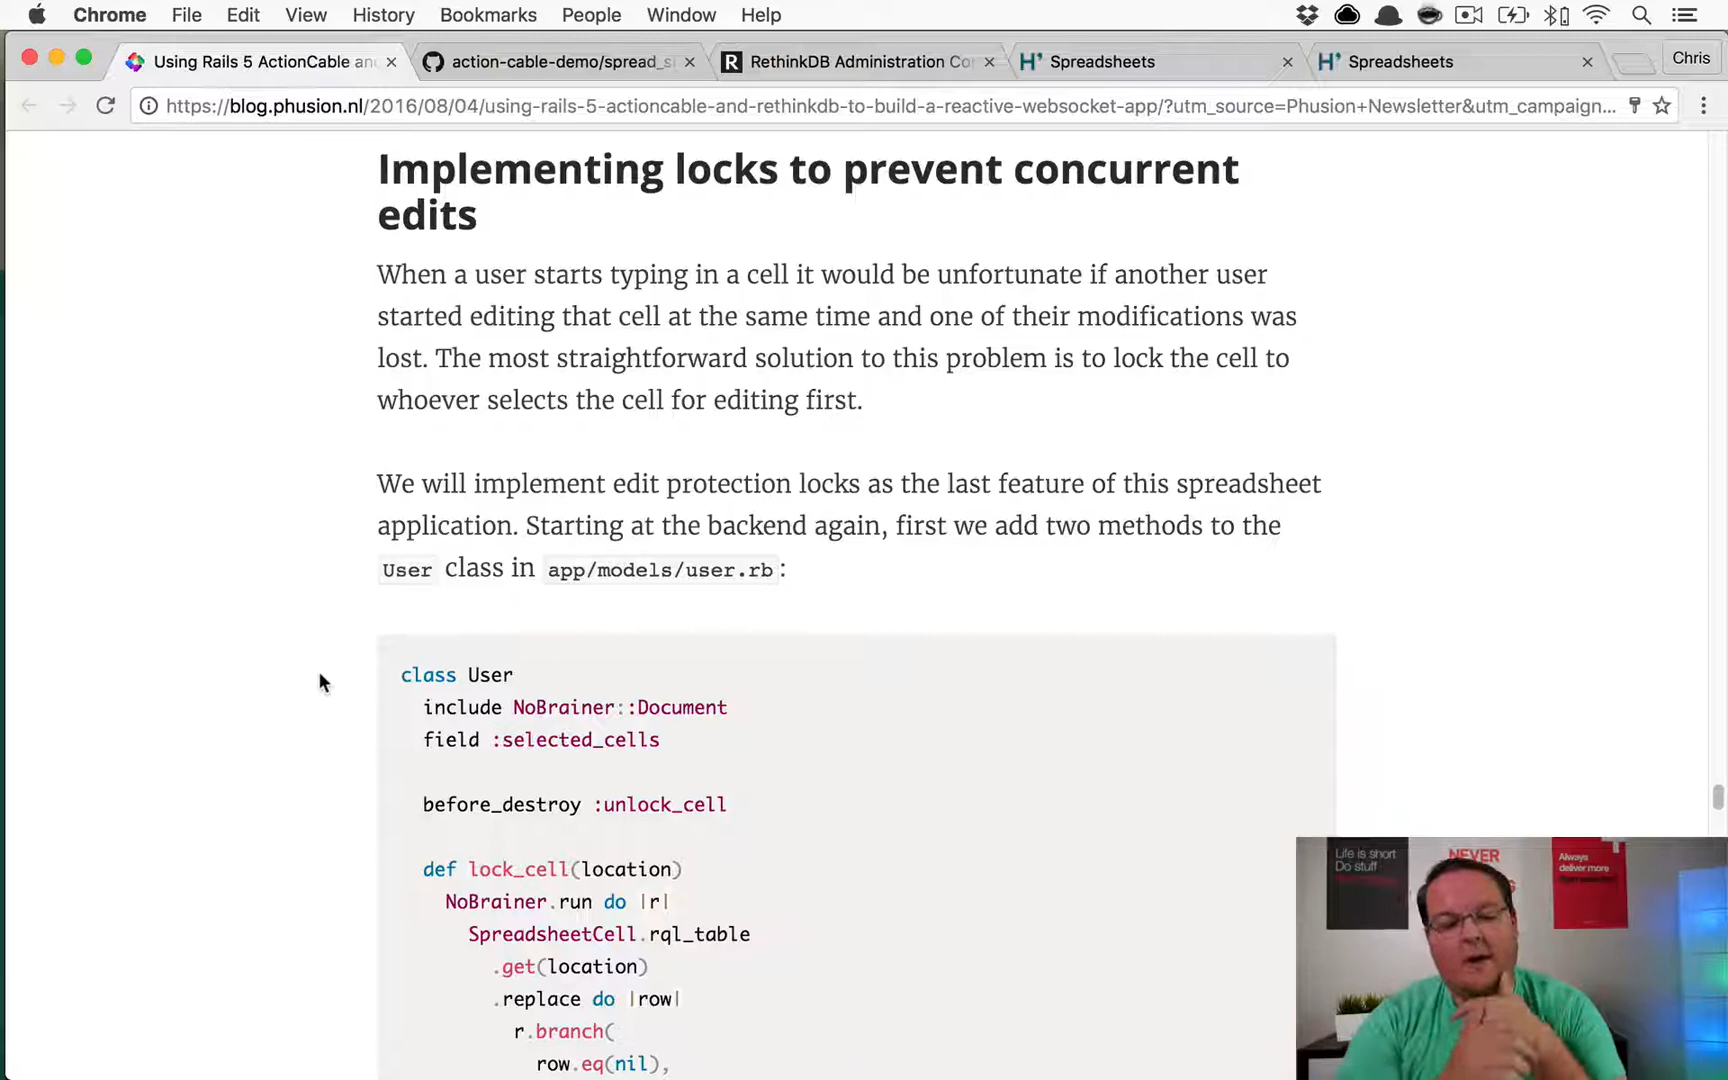 Chrome File Edit View History Bookmarks People Window Help
Using Rails 5 ActionCable an
action-cable-demo/spread_s
RethinkDB Administration Co
Spreadsheets
Spreadsheets
Chris
https://blog.phusion.nl/2016/08/04/using-rails-5-actioncable-and-rethinkdb-to-build-a-reactive-websocket-app/?utm_source=Phusion+Newsletter&utm_campaign...
Implementing locks to prevent concurrent
edits
When a user starts typing in a cell it would be unfortunate if another user
started editing that cell at the same time and one of their modifications was
lost. The most straightforward solution to this problem is to lock the cell to
whoever selects the cell for editing first.
We will implement edit protection locks as the last feature of this spreadsheet
application. Starting at the backend again, first we add two methods to the
User class in app/models/user.rb:
class User
include NoBrainer::Document
field :selected_cells
before_destroy :unlock_cell
def lock_cell(location)
NoBrainer.run do |r|
SpreadsheetCell.rql_table
.get(location)
.replace do |row|
r.branch(
row.eq(nil),
Life is short
Do stuff
NEVER
Always
deliver more